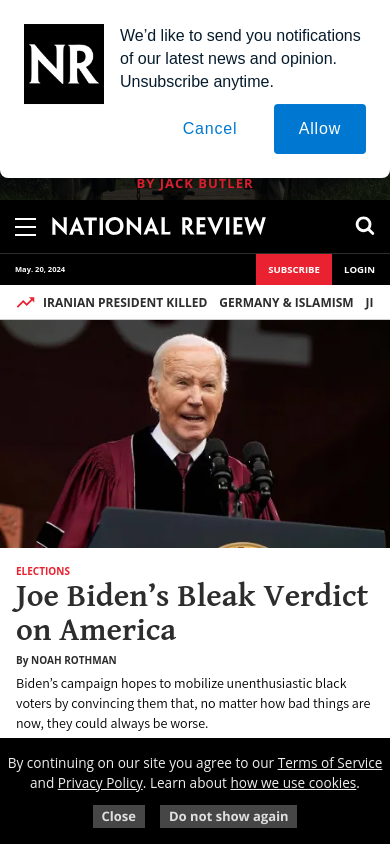 NR
We’d like to send you notifications
of our latest news and opinion.
Unsubscribe anytime.
Cancel
Allow
BY JACK BUTLER
NATIONAL REVIEW
May. 20, 2024
SUBSCRIBE
LOGIN
IRANIAN PRESIDENT KILLED
GERMANY & ISLAMISM
JI
ELECTIONS
Joe Biden’s Bleak Verdict
on America
By NOAH ROTHMAN
Biden’s campaign hopes to mobilize unenthusiastic black
voters by convincing them that, no matter how bad things are
now, they could always be worse.
By continuing on our site you agree to our Terms of Service
and Privacy Policy. Learn about how we use cookies.
Close
Do not show again